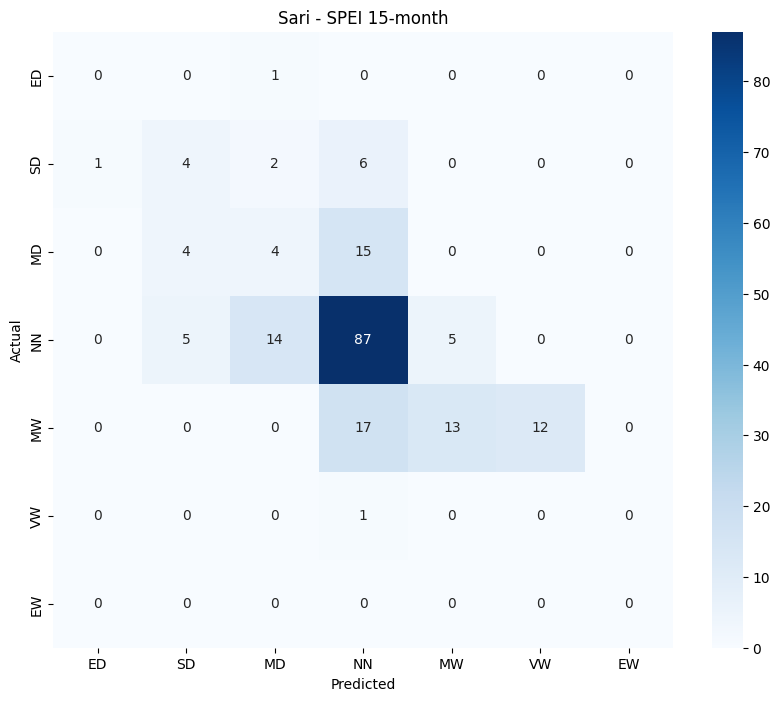 Sari - SPEI 15-month
ED 0 0 1 0 0 0 0
SD 1 4 2 6 0 0 0
MD 0 4 4 15 0 0 0
NN 0 5 14 87 5 0 0
MW 0 0 0 17 13 12 0
VW 0 0 0 1 0 0 0
EW 0 0 0 0 0 0 0
ED SD MD NN MW VW EW
Predicted
Actual
80
70
60
50
40
30
20
10
0